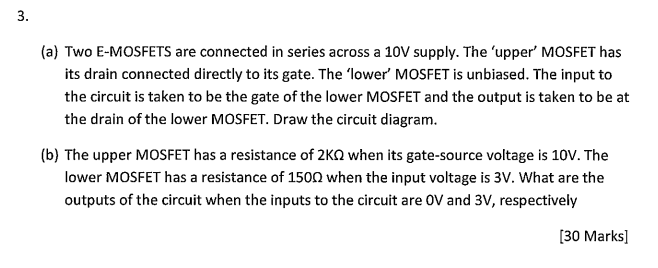 3.
(a) Two E-MOSFETS are connected in series across a 10V supply. The 'upper' MOSFET has
its drain connected directly to its gate. The 'lower' MOSFET is unbiased. The input to
the circuit is taken to be the gate of the lower MOSFET and the output is taken to be at
the drain of the lower MOSFET. Draw the circuit diagram.
(b) The upper MOSFET has a resistance of 2KΩ when its gate-source voltage is 10V. The
lower MOSFET has a resistance of 150Ω when the input voltage is 3V. What are the
outputs of the circuit when the inputs to the circuit are 0V and 3V, respectively
[30 Marks]